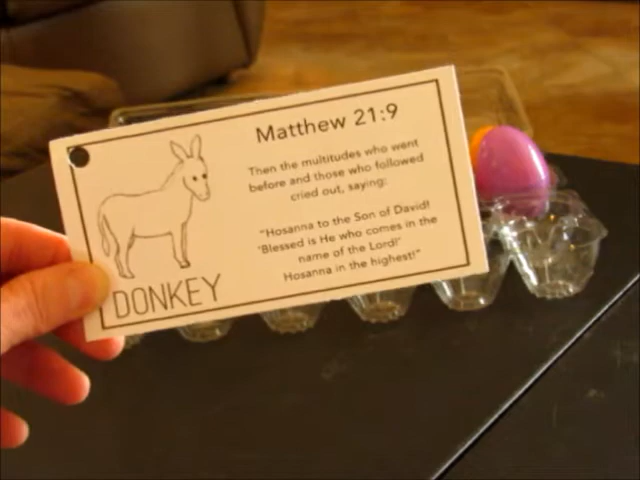 Matthew 21:9
Then the multitudes who went
before and those who followed
cried out, saying:
"Hosanna to the Son of David!
'Blessed is He who comes in the
name of the Lord!'
Hosanna in the highest!"
DONKEY